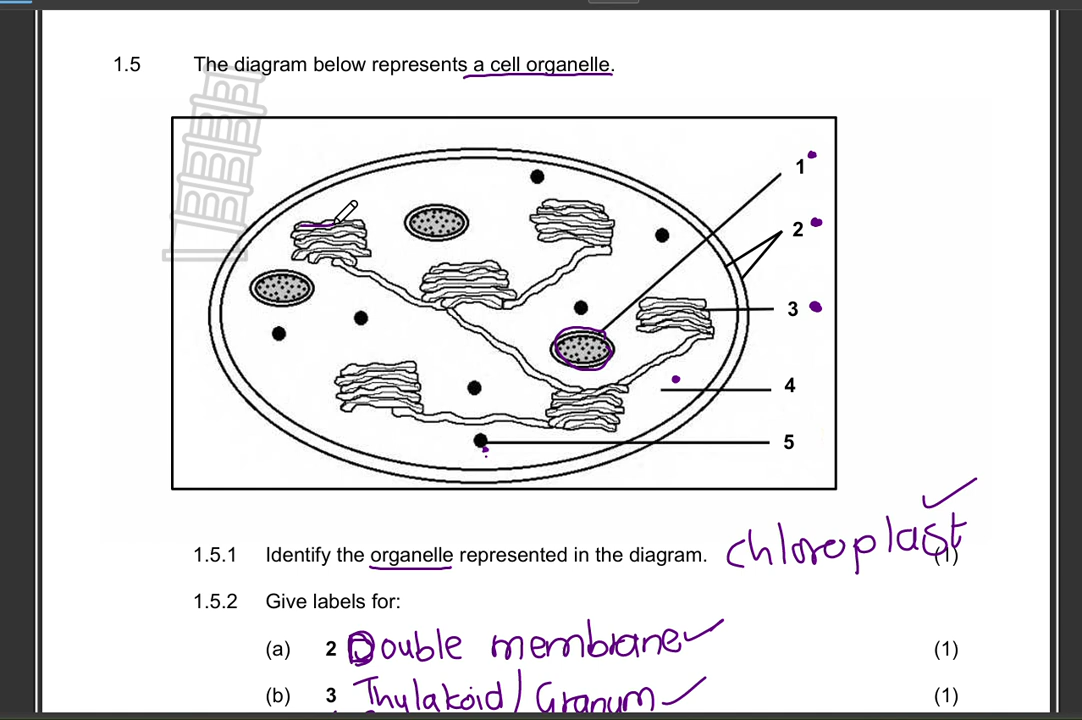 1.5 The diagram below represents a cell organelle.
1
2
3
4
5
1.5.1 Identify the organelle represented in the diagram. chloroplast (1)
1.5.2 Give labels for:
(a) 2 Double membrane (1)
(b) 3 Thylakoid / Granum (1)